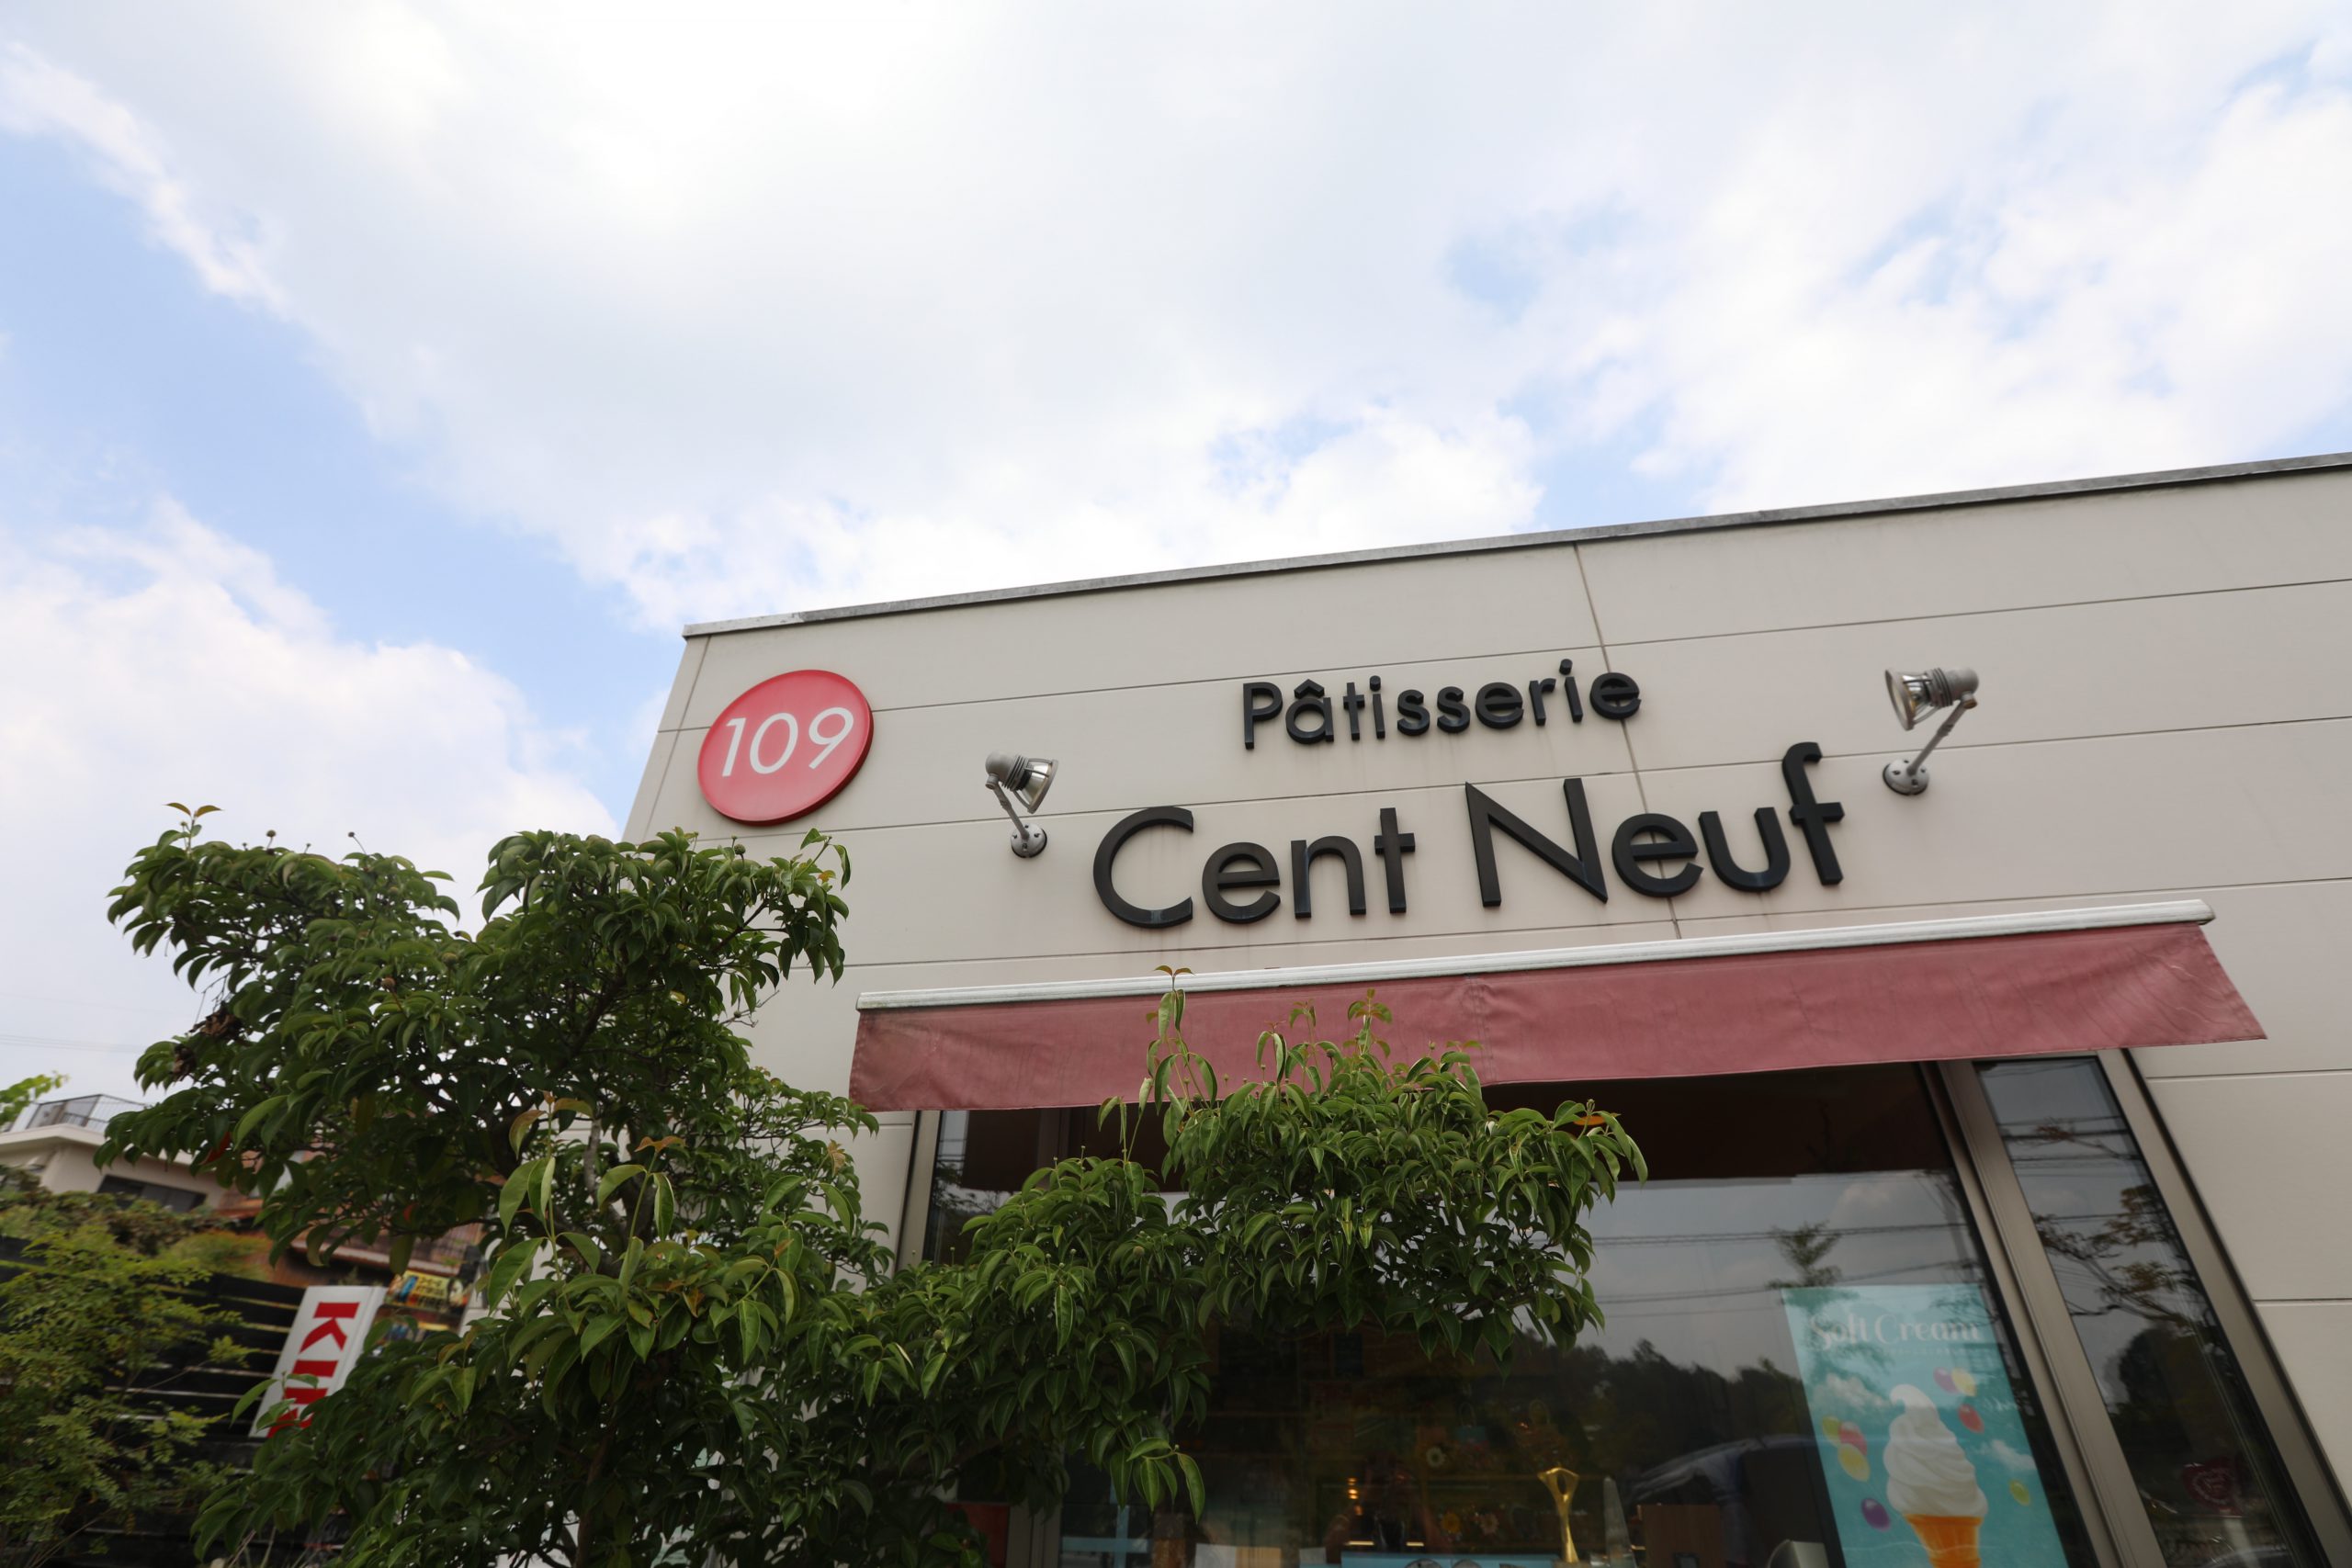 109
Pâtisserie
Cent Neuf
Soft Cream